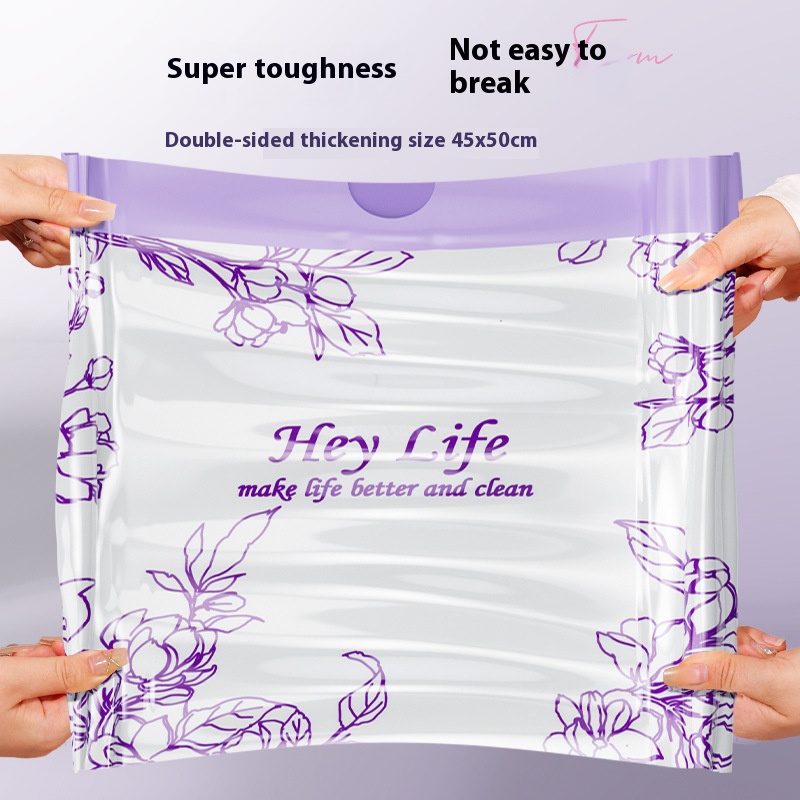 Super toughness
Not easy to
break
Double-sided thickening size 45x50cm
Hey Life
make life better and clean